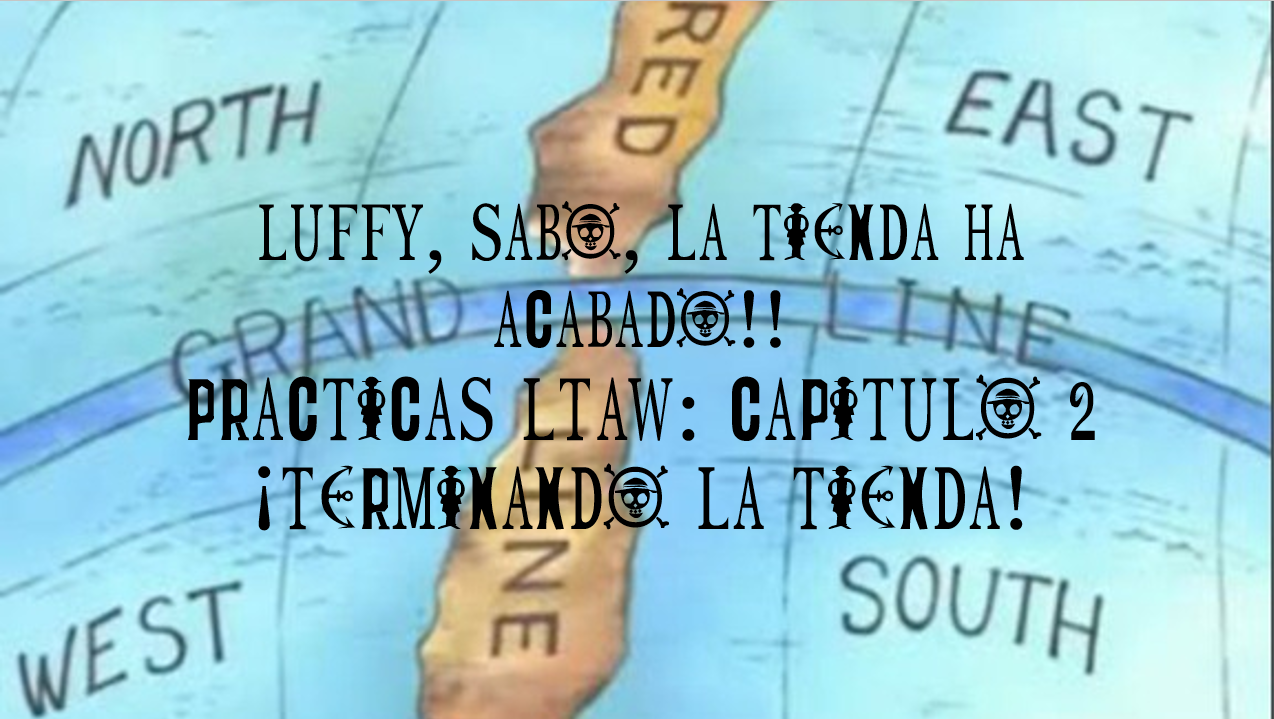 RED
NORTH
EAST
LUFFY, SABO, LA TIENDA HA
ACABADO!!
GRAND LINE
PRACTICAS LTAW: CAPITULO 2
¡TERMINANDO LA TIENDA!
LINE
WEST
SOUTH